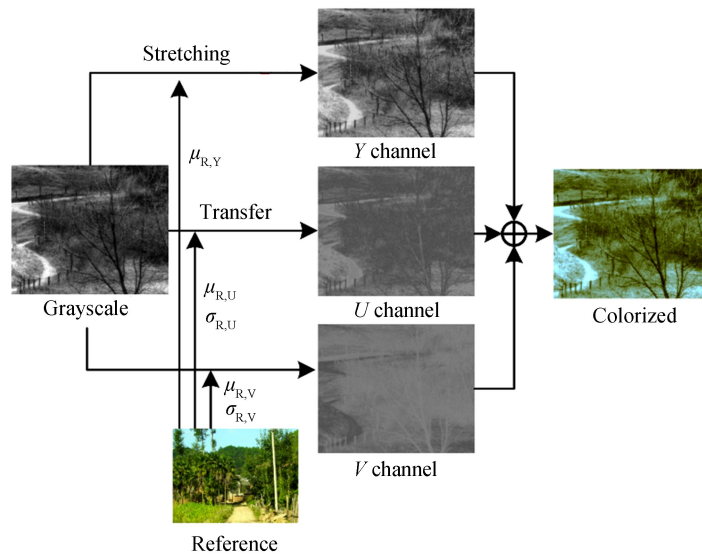 Stretching
μR,Y
Y channel
Transfer
Grayscale
μR,U
σR,U
U channel
Colorized
μR,V
σR,V
V channel
Reference